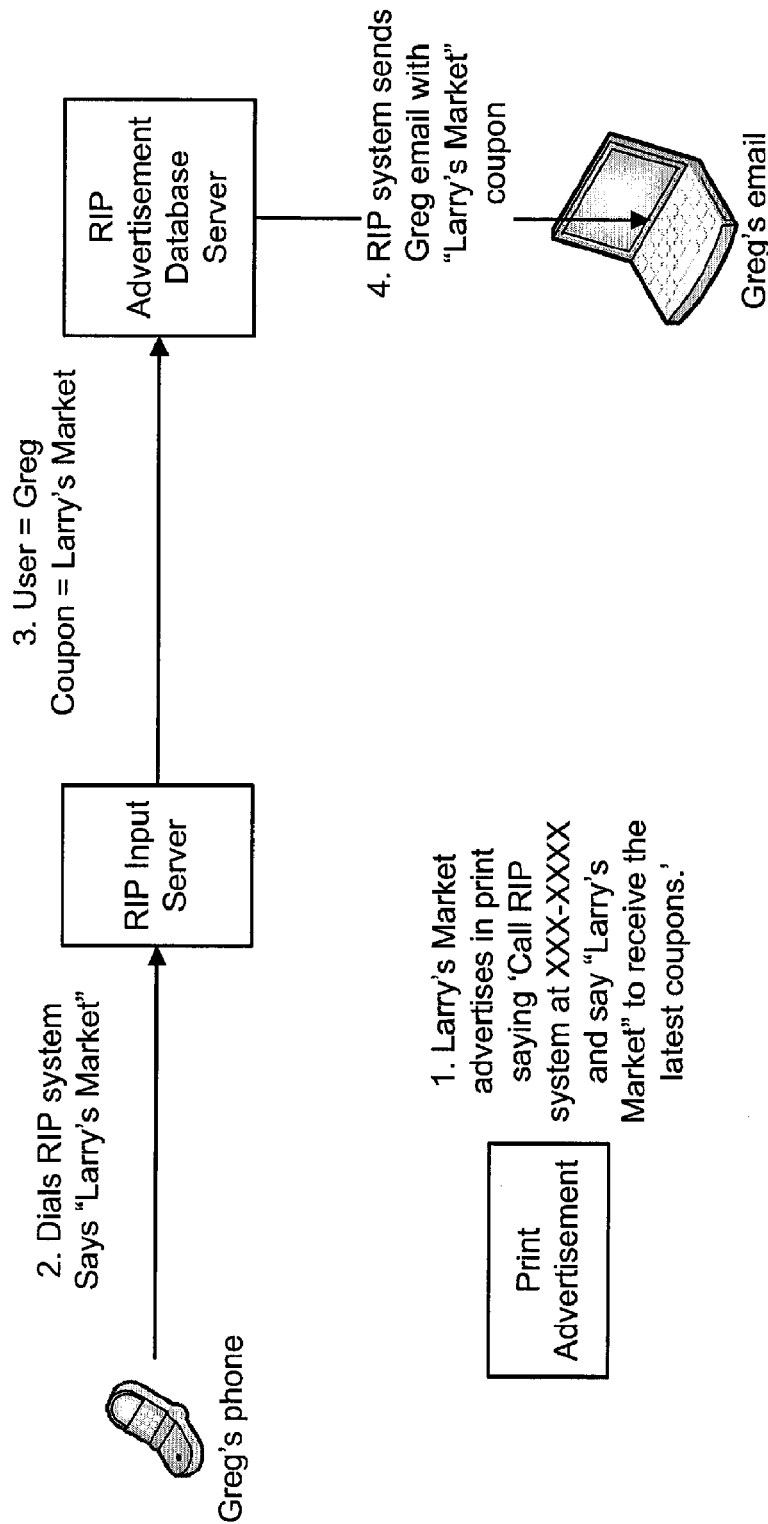 Greg's phone
2. Dials RIP system
Says "Larry's Market"
RIP Input
Server
3. User = Greg
Coupon = Larry's Market
RIP
Advertisement
Database
Server
4. RIP system sends
Greg email with
"Larry's Market"
coupon
Greg's email
Print
Advertisement
1. Larry's Market
advertises in print
saying 'Call RIP
system at XXX-XXXX
and say "Larry's
Market" to receive the
latest coupons.'